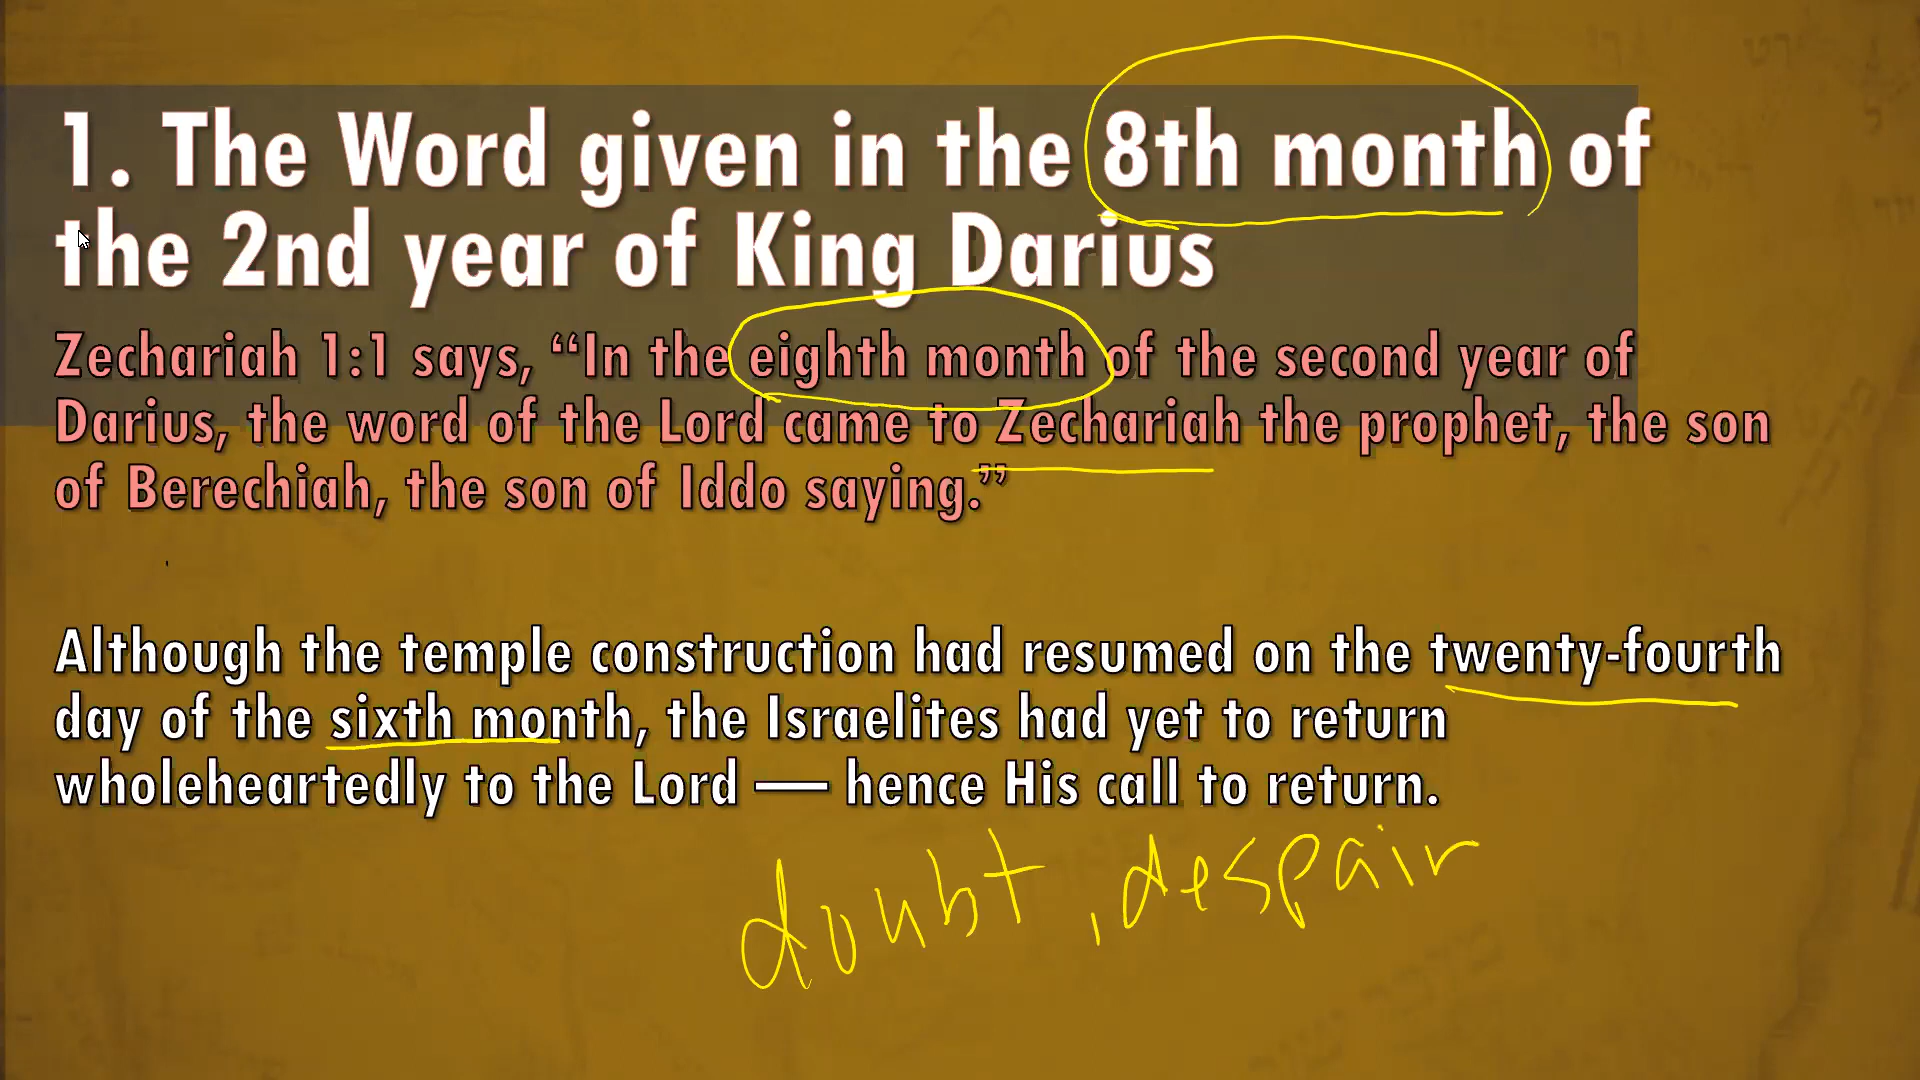 1. The Word given in the 8th month of
the 2nd year of King Darius
Zechariah 1:1 says, “In the eighth month of the second year of
Darius, the word of the Lord came to Zechariah the prophet, the son
of Berechiah, the son of Iddo saying.”
Although the temple construction had resumed on the twenty-fourth
day of the sixth month, the Israelites had yet to return
wholeheartedly to the Lord — hence His call to return.
doubt, despair